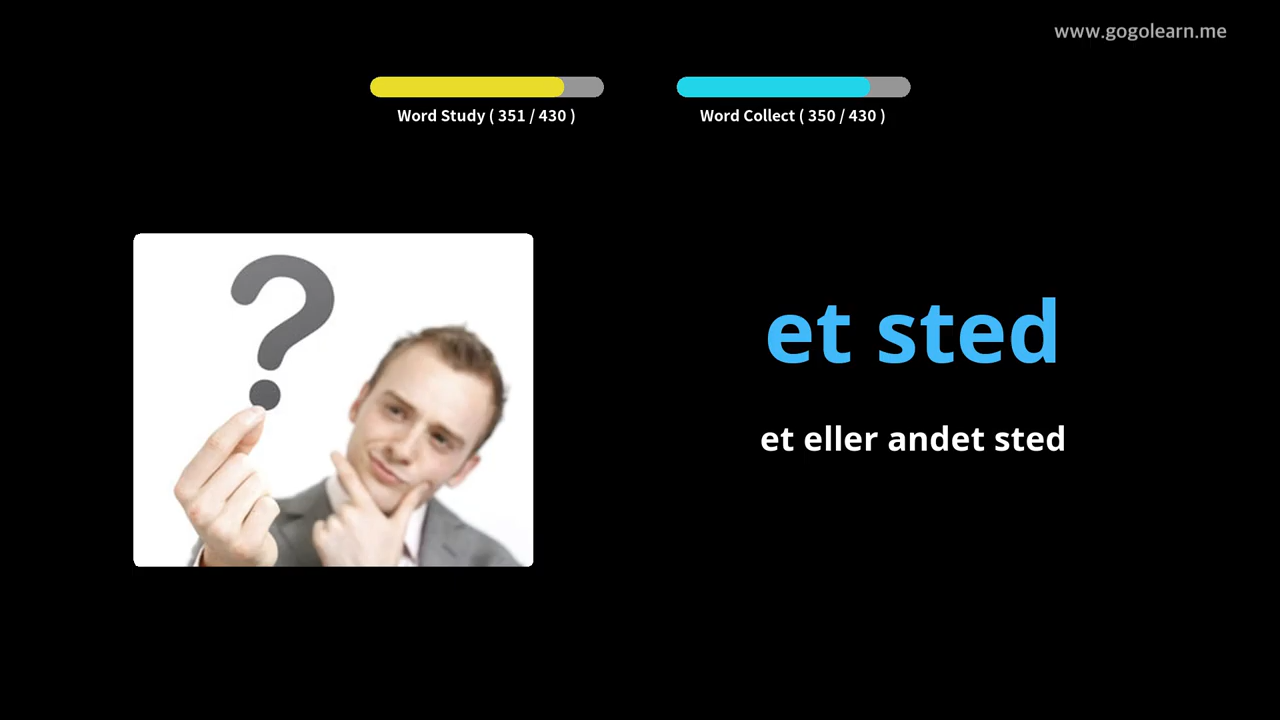 www.gogolearn.me
Word Study ( 351 / 430 )
Word Collect ( 350 / 430 )
?
et sted
et eller andet sted